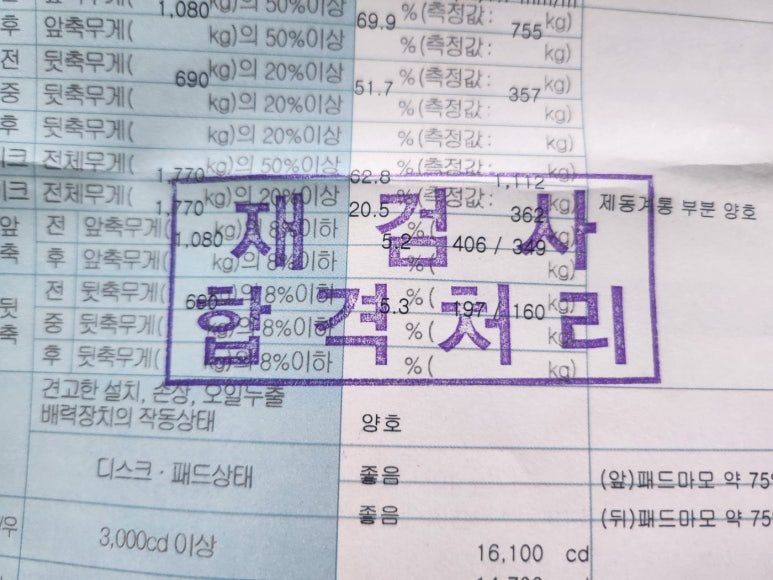 1,080 kg)의 50%이상 69.9 %(측정값: 755 kg)
후 앞축무게( kg)의 50%이상 %(측정값: kg)
전 뒷축무게( 690 kg)의 20%이상 51.7 %(측정값: 357 kg)
중 뒷축무게( kg)의 20%이상 %(측정값: kg)
후 뒷축무게( kg)의 20%이상 %(측정값: kg)
이크 전체무게( 1,770 kg)의 50%이상 62.8 %(측정값: 1,112 kg)
이크 전체무게( 1,770 kg)의 20%이상 20.5 %(측정값: 362 kg) 제동계통 부분 양호
앞축 전 앞축무게( 1,080 kg)의 8%이하 5.2 %( 406 / 349 kg)
후 앞축무게( kg)의 8%이하 %( kg)
뒷축 전 뒷축무게( 690 kg)의 8%이하 5.3 %( 197 / 160 kg)
중 뒷축무게( kg)의 8%이하 %( kg)
후 뒷축무게( kg)의 8%이하 %( kg)
재검사
합격처리
견고한 설치, 손상, 오일누출
배력장치의 작동상태 양호
디스크·패드상태 좋음 (앞)패드마모 약 75%
좋음 (뒤)패드마모 약 75%
/우 3,000cd 이상 16,100 cd